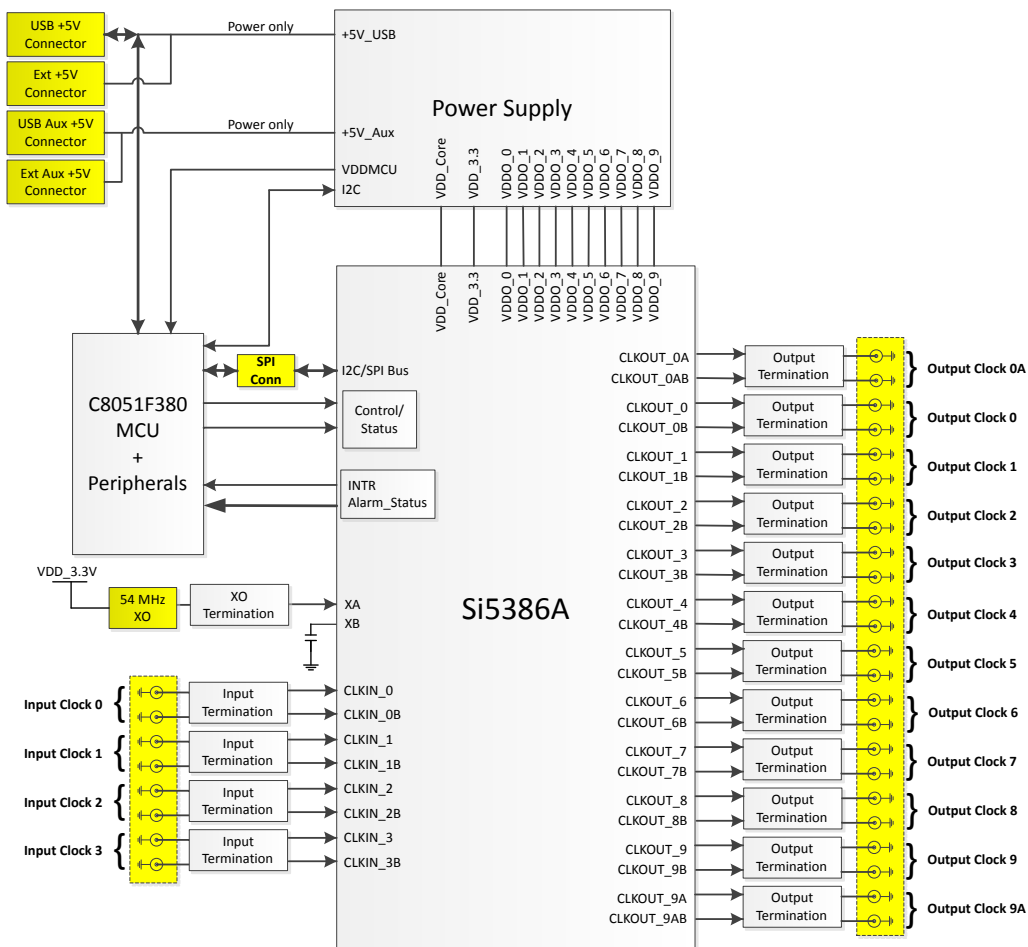 USB +5V
Connector
Ext +5V
Connector
USB Aux +5V
Connector
Ext Aux +5V
Connector
Power only
Power only
+5V_USB
Power Supply
+5V_Aux
VDDMCU
I2C
VDD_Core
VDD_3.3
VDDO_0
VDDO_1
VDDO_2
VDDO_3
VDDO_4
VDDO_5
VDDO_6
VDDO_7
VDDO_8
VDDO_9
VDD_Core
VDD_3.3
VDDO_0
VDDO_1
VDDO_2
VDDO_3
VDDO_4
VDDO_5
VDDO_6
VDDO_7
VDDO_8
VDDO_9
C8051F380
MCU
+
Peripherals
SPI
Conn
I2C/SPI Bus
Control/
Status
INTR
Alarm_Status
VDD_3.3V
54 MHz
XO
XO
Termination
XA
XB
Si5386A
Input Clock 0
Input
Termination
CLKIN_0
CLKIN_0B
Input Clock 1
Input
Termination
CLKIN_1
CLKIN_1B
Input Clock 2
Input
Termination
CLKIN_2
CLKIN_2B
Input Clock 3
Input
Termination
CLKIN_3
CLKIN_3B
CLKOUT_0A
CLKOUT_0AB
Output
Termination
Output Clock 0A
CLKOUT_0
CLKOUT_0B
Output
Termination
Output Clock 0
CLKOUT_1
CLKOUT_1B
Output
Termination
Output Clock 1
CLKOUT_2
CLKOUT_2B
Output
Termination
Output Clock 2
CLKOUT_3
CLKOUT_3B
Output
Termination
Output Clock 3
CLKOUT_4
CLKOUT_4B
Output
Termination
Output Clock 4
CLKOUT_5
CLKOUT_5B
Output
Termination
Output Clock 5
CLKOUT_6
CLKOUT_6B
Output
Termination
Output Clock 6
CLKOUT_7
CLKOUT_7B
Output
Termination
Output Clock 7
CLKOUT_8
CLKOUT_8B
Output
Termination
Output Clock 8
CLKOUT_9
CLKOUT_9B
Output
Termination
Output Clock 9
CLKOUT_9A
CLKOUT_9AB
Output
Termination
Output Clock 9A